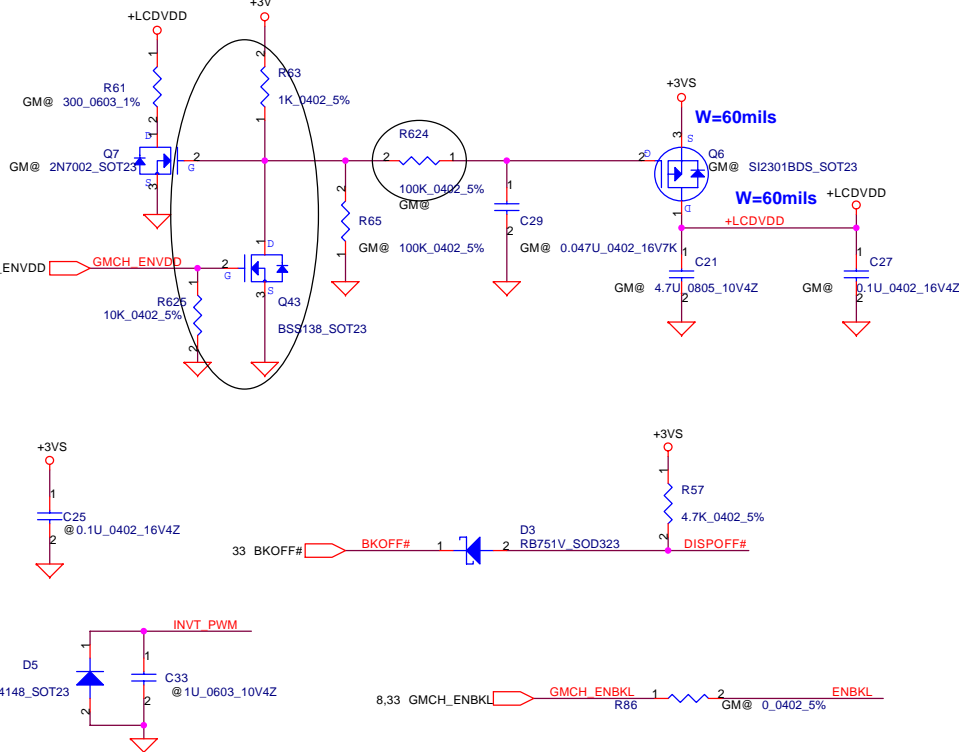 +3V
+LCDVDD
2
1
R63
1K_0402_5%
1
R61
GM@ 300_0603_1%
2
1
D
Q7
GM@ 2N7002_SOT23
2
G
S
3
R624
2
1
100K_0402_5%
GM@
2
R65
GM@ 100K_0402_5%
1
1
C29
2
GM@ 0.047U_0402_16V7K
+3VS
W=60mils
3
S
2
G
Q6
GM@ SI2301BDS_SOT23
D
1
W=60mils
+LCDVDD
+LCDVDD
1
C21
GM@ 4.7U_0805_10V4Z
2
1
C27
GM@ 0.1U_0402_16V4Z
2
_ENVDD
GMCH_ENVDD
2
G
1
D
S
3
Q43
BSS138_SOT23
1
R625
10K_0402_5%
2
+3VS
1
C25
@0.1U_0402_16V4Z
2
+3VS
1
R57
4.7K_0402_5%
2
33 BKOFF#
BKOFF#
1
D3
2
RB751V_SOD323
DISPOFF#
INVT_PWM
1
D5
4148_SOT23
2
1
C33
@1U_0603_10V4Z
2
8,33 GMCH_ENBKL
GMCH_ENBKL
1
R86
2
GM@ 0_0402_5%
ENBKL